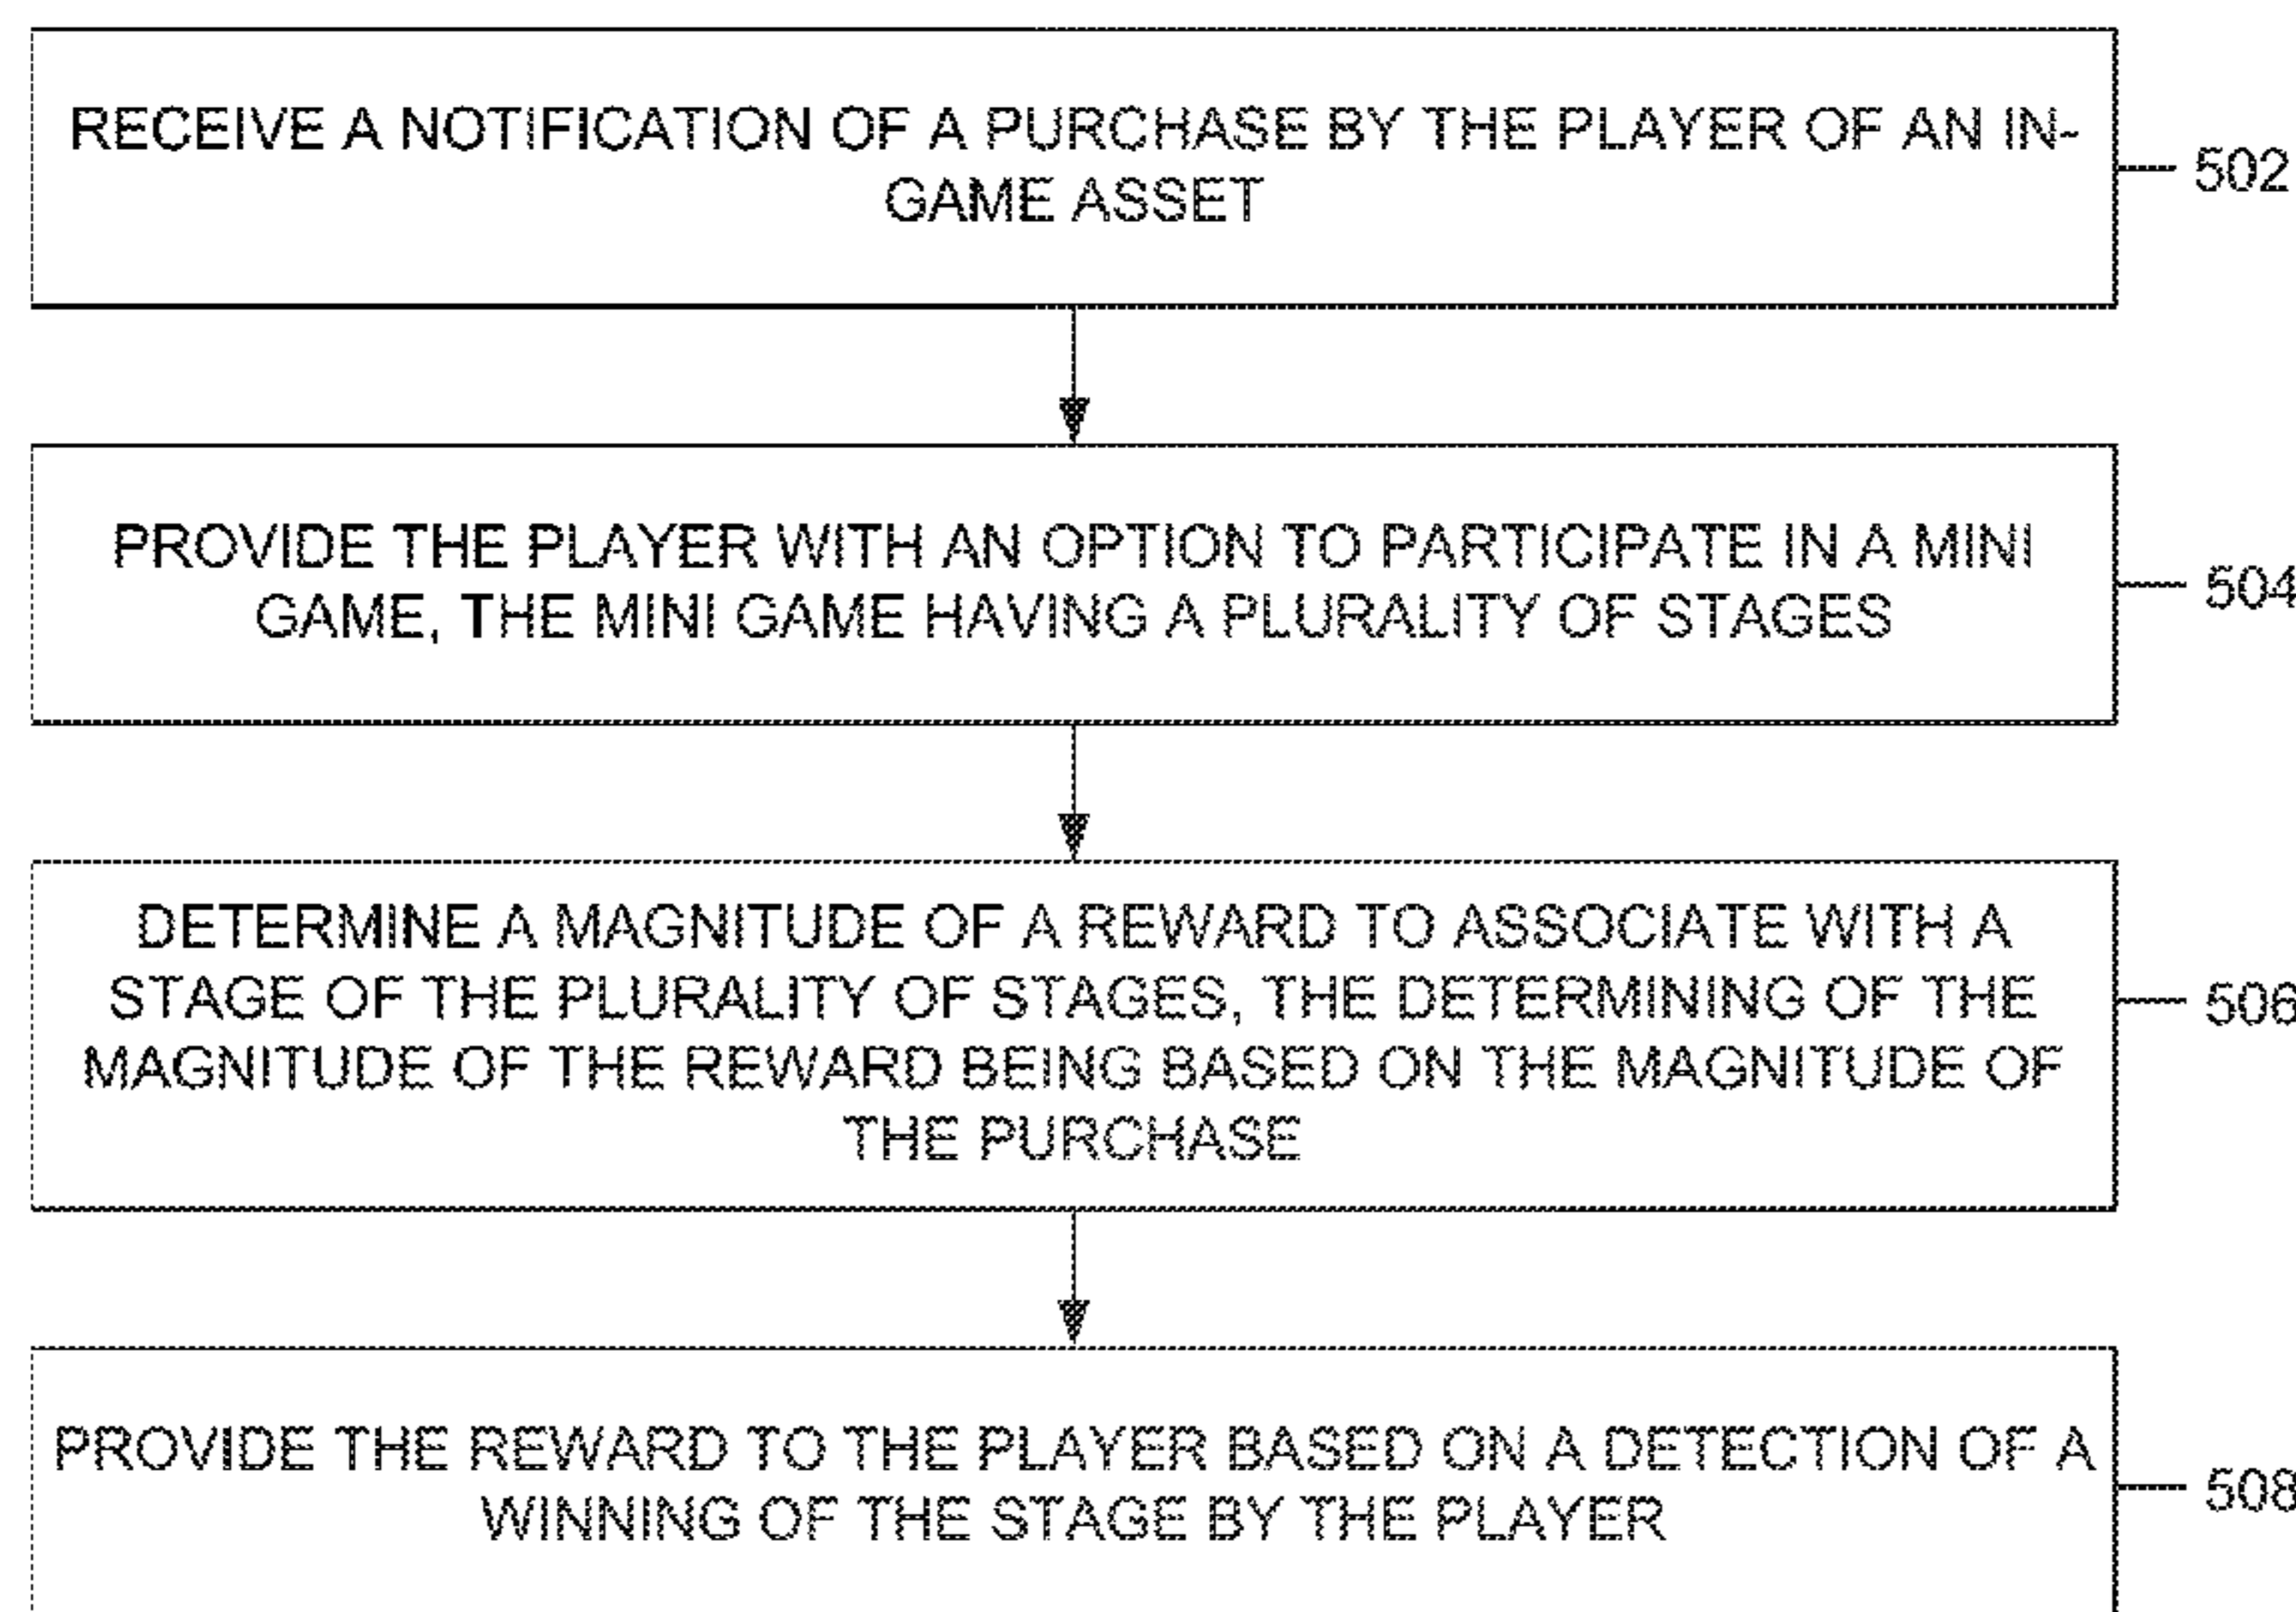 RECEIVE A NOTIFICATION OF A PURCHASE BY THE PLAYER OF AN IN-
GAME ASSET
502
PROVIDE THE PLAYER WITH AN OPTION TO PARTICIPATE IN A MINI
GAME, THE MINI GAME HAVING A PLURALITY OF STAGES
504
DETERMINE A MAGNITUDE OF A REWARD TO ASSOCIATE WITH A
STAGE OF THE PLURALITY OF STAGES, THE DETERMINING OF THE
MAGNITUDE OF THE REWARD BEING BASED ON THE MAGNITUDE OF
THE PURCHASE
506
PROVIDE THE REWARD TO THE PLAYER BASED ON A DETECTION OF A
WINNING OF THE STAGE BY THE PLAYER
508